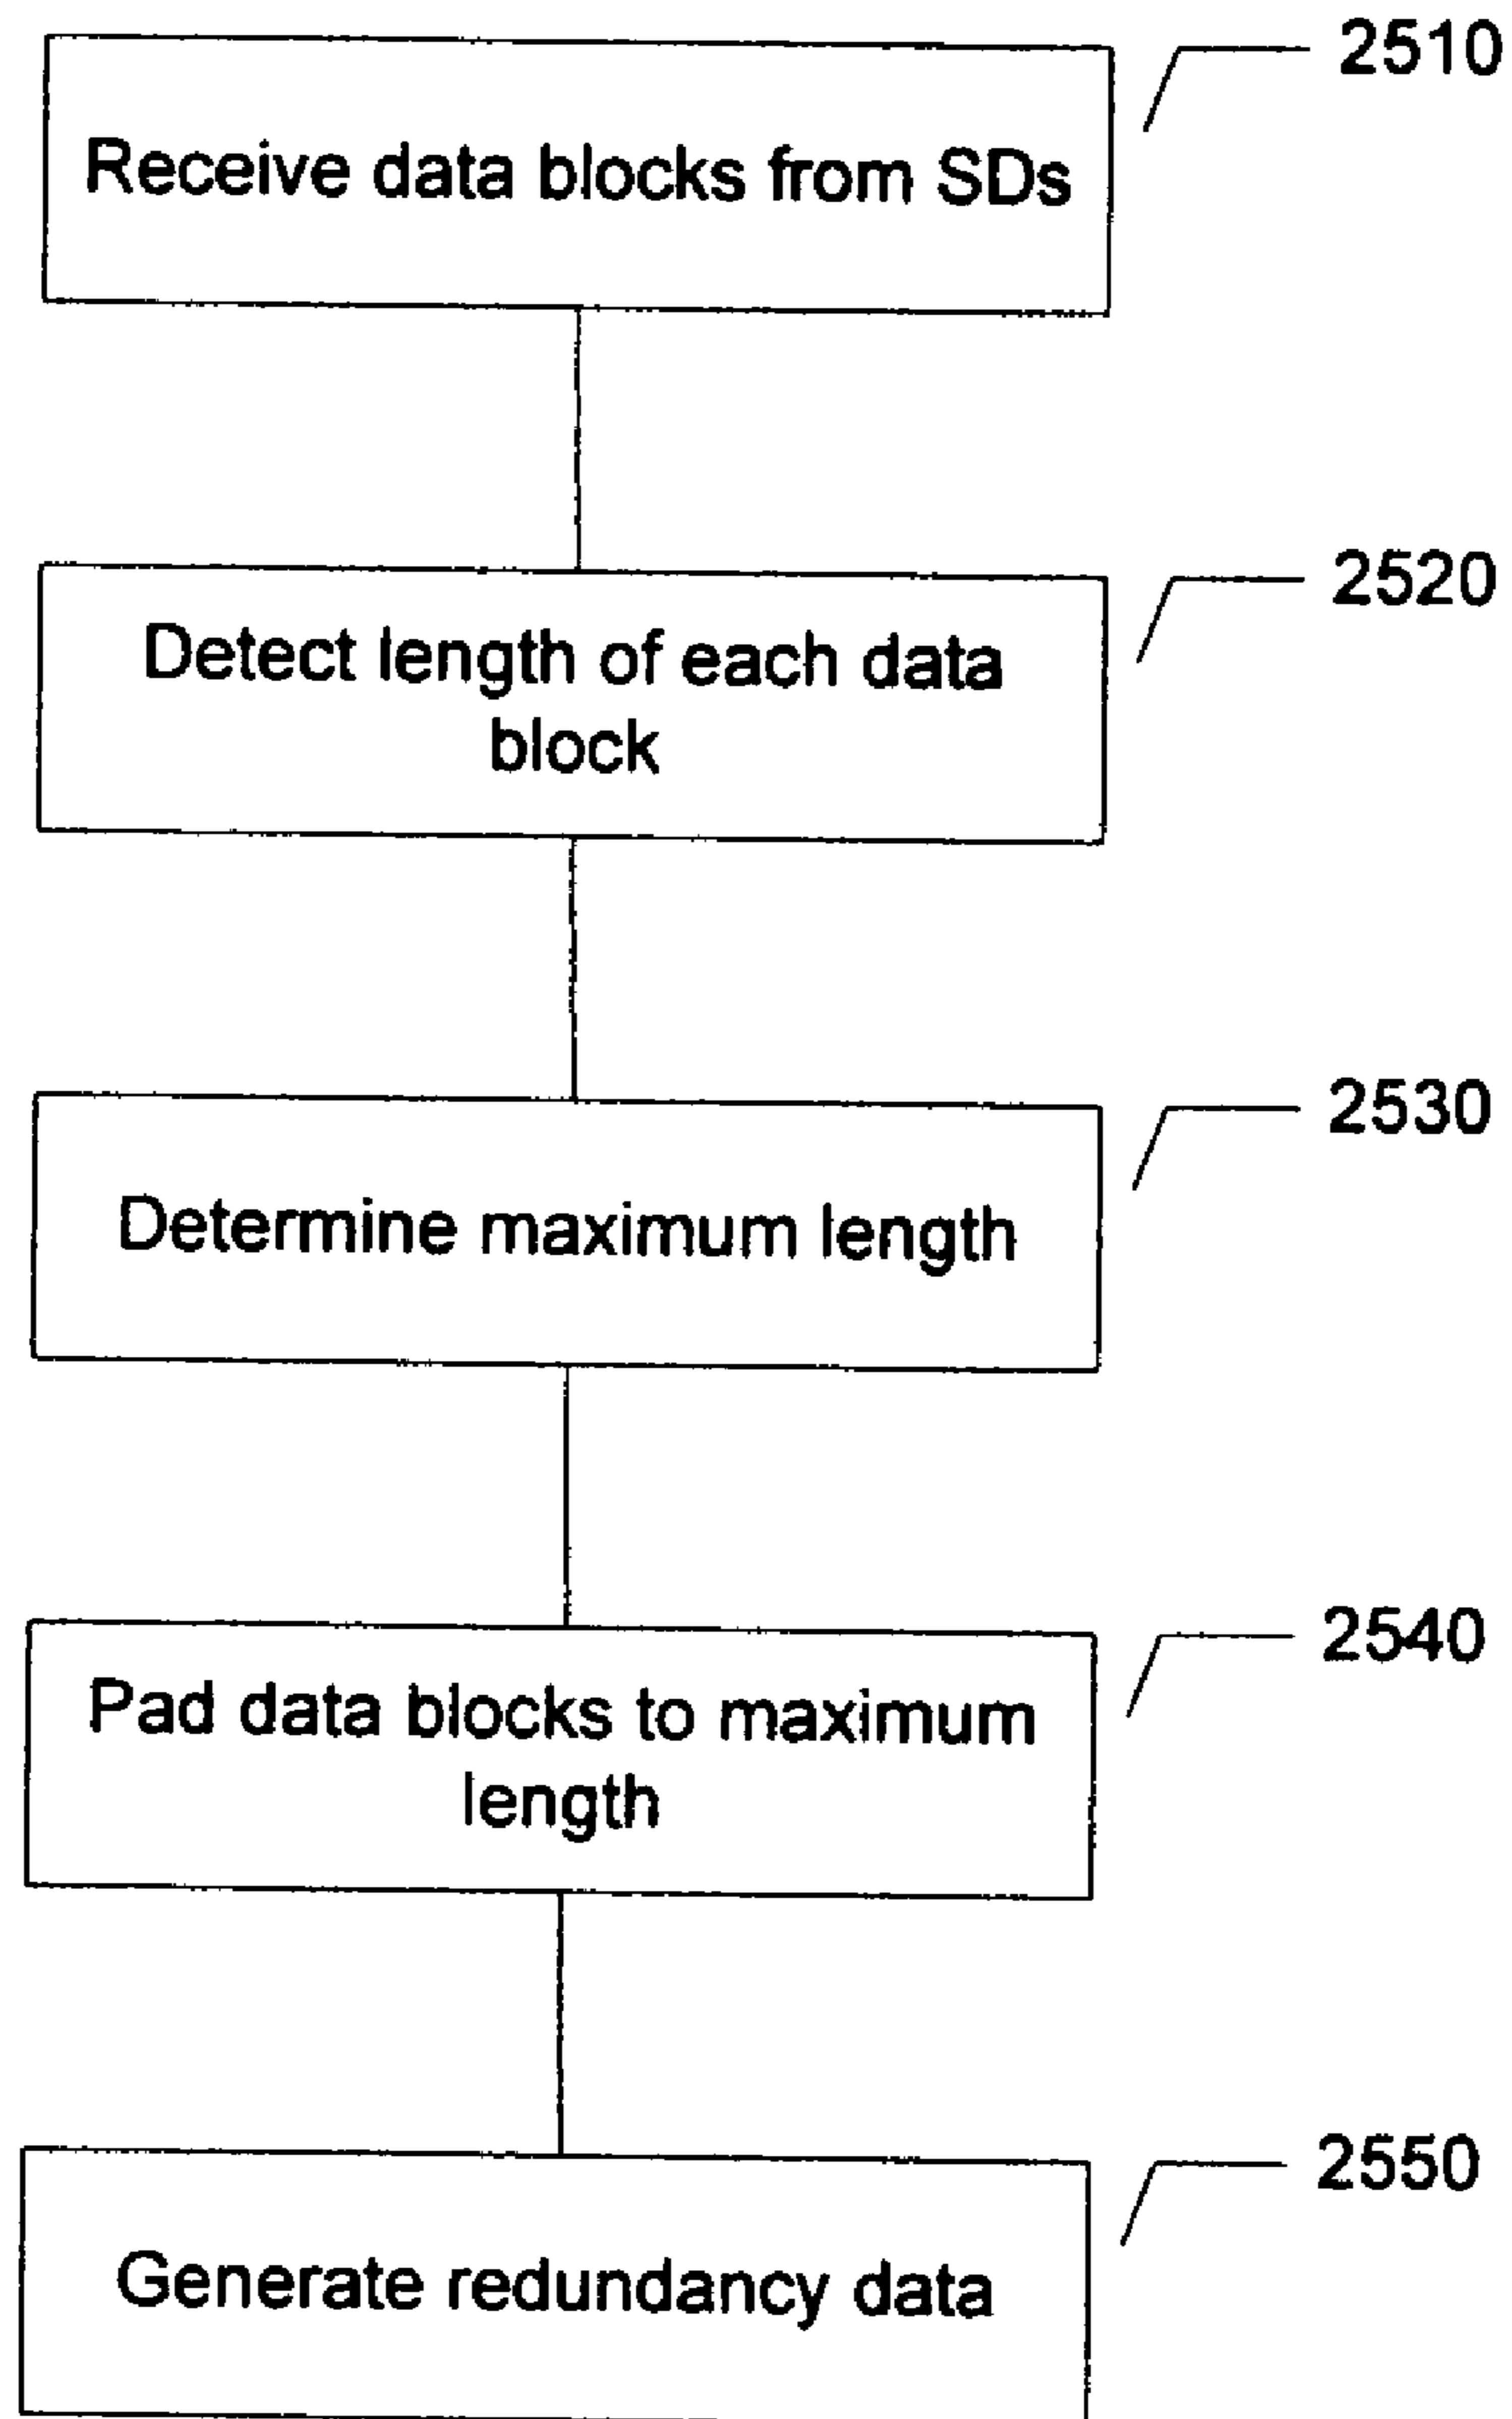 2510
Receive data blocks from SDs
2520
Detect length of each data
block
2530
Determine maximum length
2540
Pad data blocks to maximum
length
2550
Generate redundancy data